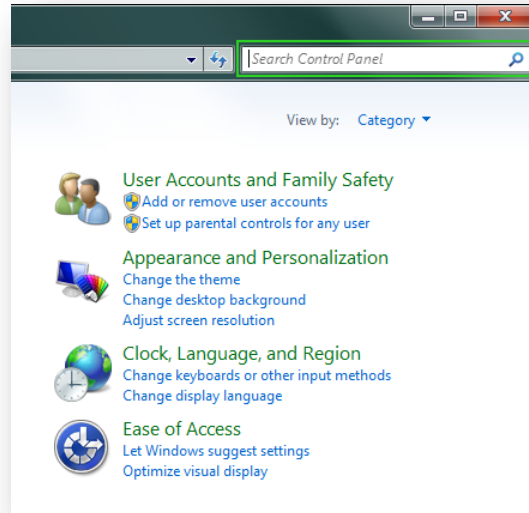 Search Control Panel
View by: Category
User Accounts and Family Safety
Add or remove user accounts
Set up parental controls for any user
Appearance and Personalization
Change the theme
Change desktop background
Adjust screen resolution
Clock, Language, and Region
Change keyboards or other input methods
Change display language
Ease of Access
Let Windows suggest settings
Optimize visual display